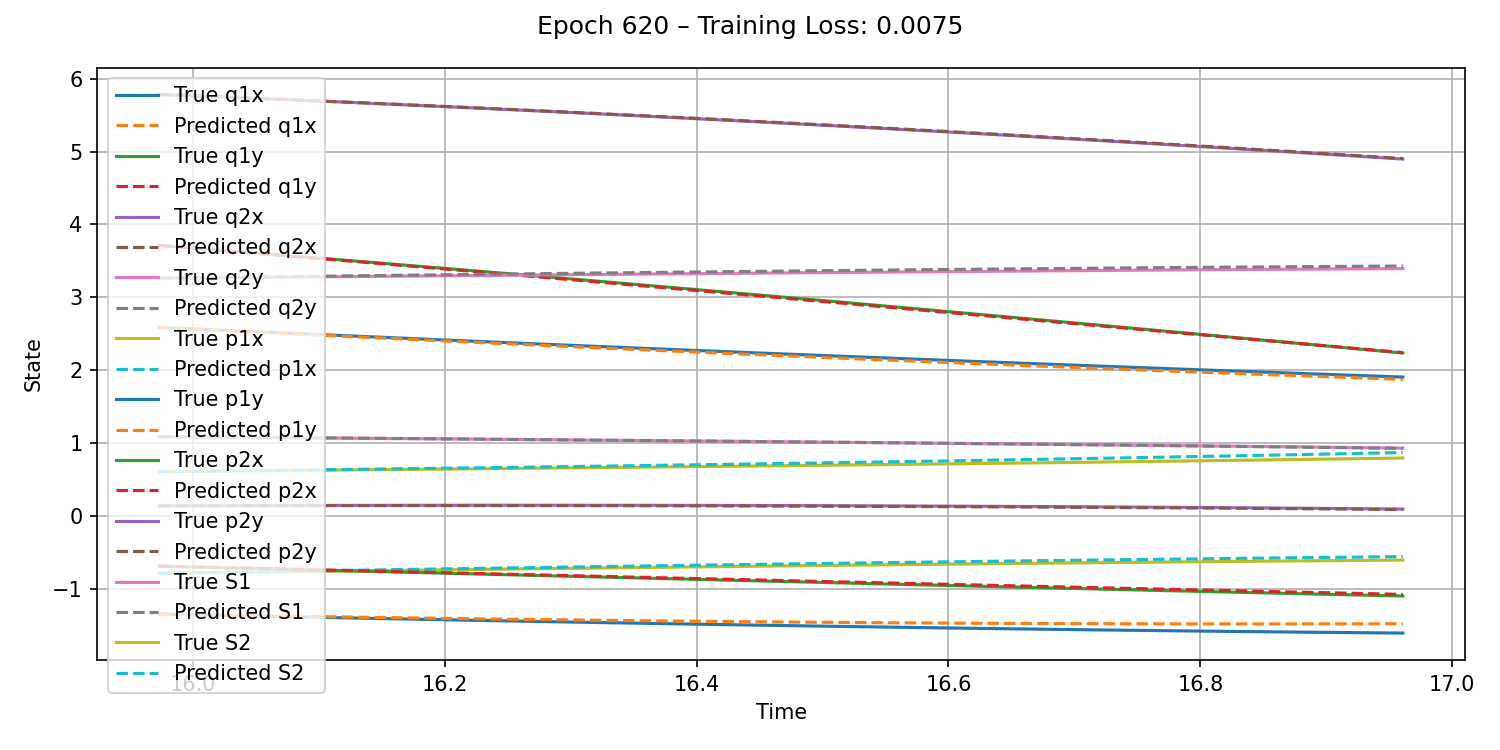 Epoch 620 – Training Loss: 0.0075
6
5
4
3
2
1
0
−1
State
True q1x
Predicted q1x
True q1y
Predicted q1y
True q2x
Predicted q2x
True q2y
Predicted q2y
True p1x
Predicted p1x
True p1y
Predicted p1y
True p2x
Predicted p2x
True p2y
Predicted p2y
True S1
Predicted S1
True S2
Predicted S2
16.0 16.2 16.4 16.6 16.8 17.0
Time